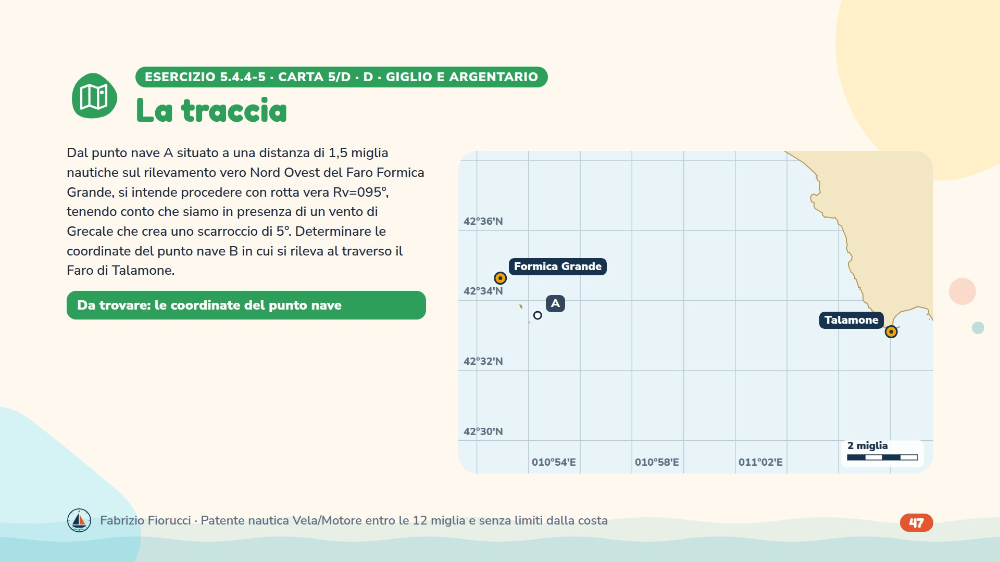 ESERCIZIO 5.4.4-5 · CARTA 5/D · D · GIGLIO E ARGENTARIO
La traccia
Dal punto nave A situato a una distanza di 1,5 miglia
nautiche sul rilevamento vero Nord Ovest del Faro Formica
Grande, si intende procedere con rotta vera Rv=095°,
tenendo conto che siamo in presenza di un vento di
Grecale che crea uno scarroccio di 5°. Determinare le
coordinate del punto nave B in cui si rileva al traverso il
Faro di Talamone.
Da trovare: le coordinate del punto nave
42°36'N
Formica Grande
42°34'N
A
Talamone
42°32'N
42°30'N
2 miglia
010°54'E
010°58'E
011°02'E
Fabrizio Fiorucci · Patente nautica Vela/Motore entro le 12 miglia e senza limiti dalla costa
47